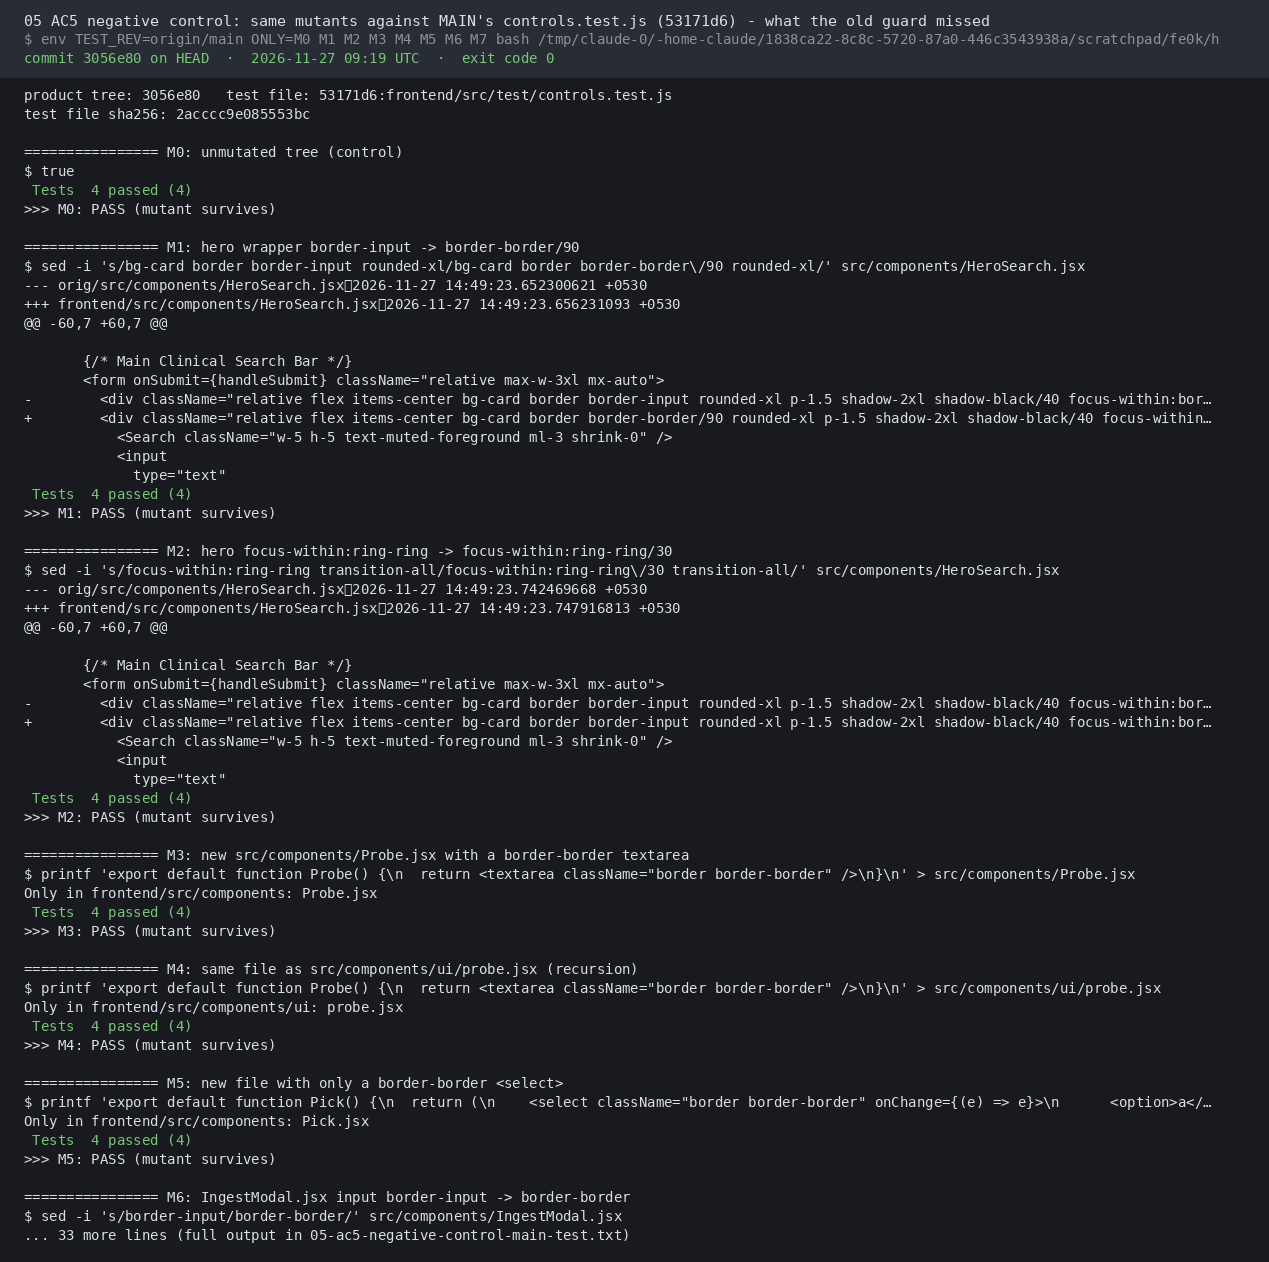 05 AC5 negative control: same mutants against MAIN's controls.test.js (53171d6) - what the old guard missed
$ env TEST_REV=origin/main ONLY=M0 M1 M2 M3 M4 M5 M6 M7 bash /tmp/claude-0/-home-claude/1838ca22-8c8c-5720-87a0-446c3543938a/scratchpad/fe0k/h
commit 3056e80 on HEAD  ·  2026-11-27 09:19 UTC  ·  exit code 0
product tree: 3056e80   test file: 53171d6:frontend/src/test/controls.test.js
test file sha256: 2acccc9e085553bc
================ M0: unmutated tree (control)
$ true
 Tests  4 passed (4)
>>> M0: PASS (mutant survives)
================ M1: hero wrapper border-input -> border-border/90
$ sed -i 's/bg-card border border-input rounded-xl/bg-card border border-border\/90 rounded-xl/' src/components/HeroSearch.jsx
--- orig/src/components/HeroSearch.jsx▯2026-11-27 14:49:23.652300621 +0530
+++ frontend/src/components/HeroSearch.jsx▯2026-11-27 14:49:23.656231093 +0530
@@ -60,7 +60,7 @@
       {/* Main Clinical Search Bar */}
       <form onSubmit={handleSubmit} className="relative max-w-3xl mx-auto">
-        <div className="relative flex items-center bg-card border border-input rounded-xl p-1.5 shadow-2xl shadow-black/40 focus-within:bor…
+        <div className="relative flex items-center bg-card border border-border/90 rounded-xl p-1.5 shadow-2xl shadow-black/40 focus-within…
           <Search className="w-5 h-5 text-muted-foreground ml-3 shrink-0" />
           <input
             type="text"
 Tests  4 passed (4)
>>> M1: PASS (mutant survives)
================ M2: hero focus-within:ring-ring -> focus-within:ring-ring/30
$ sed -i 's/focus-within:ring-ring transition-all/focus-within:ring-ring\/30 transition-all/' src/components/HeroSearch.jsx
--- orig/src/components/HeroSearch.jsx▯2026-11-27 14:49:23.742469668 +0530
+++ frontend/src/components/HeroSearch.jsx▯2026-11-27 14:49:23.747916813 +0530
@@ -60,7 +60,7 @@
       {/* Main Clinical Search Bar */}
       <form onSubmit={handleSubmit} className="relative max-w-3xl mx-auto">
-        <div className="relative flex items-center bg-card border border-input rounded-xl p-1.5 shadow-2xl shadow-black/40 focus-within:bor…
+        <div className="relative flex items-center bg-card border border-input rounded-xl p-1.5 shadow-2xl shadow-black/40 focus-within:bor…
           <Search className="w-5 h-5 text-muted-foreground ml-3 shrink-0" />
           <input
             type="text"
 Tests  4 passed (4)
>>> M2: PASS (mutant survives)
================ M3: new src/components/Probe.jsx with a border-border textarea
$ printf 'export default function Probe() {\n  return <textarea className="border border-border" />\n}\n' > src/components/Probe.jsx
Only in frontend/src/components: Probe.jsx
 Tests  4 passed (4)
>>> M3: PASS (mutant survives)
================ M4: same file as src/components/ui/probe.jsx (recursion)
$ printf 'export default function Probe() {\n  return <textarea className="border border-border" />\n}\n' > src/components/ui/probe.jsx
Only in frontend/src/components/ui: probe.jsx
 Tests  4 passed (4)
>>> M4: PASS (mutant survives)
================ M5: new file with only a border-border <select>
$ printf 'export default function Pick() {\n  return (\n    <select className="border border-border" onChange={(e) => e}>\n      <option>a</…
Only in frontend/src/components: Pick.jsx
 Tests  4 passed (4)
>>> M5: PASS (mutant survives)
================ M6: IngestModal.jsx input border-input -> border-border
$ sed -i 's/border-input/border-border/' src/components/IngestModal.jsx
... 33 more lines (full output in 05-ac5-negative-control-main-test.txt)